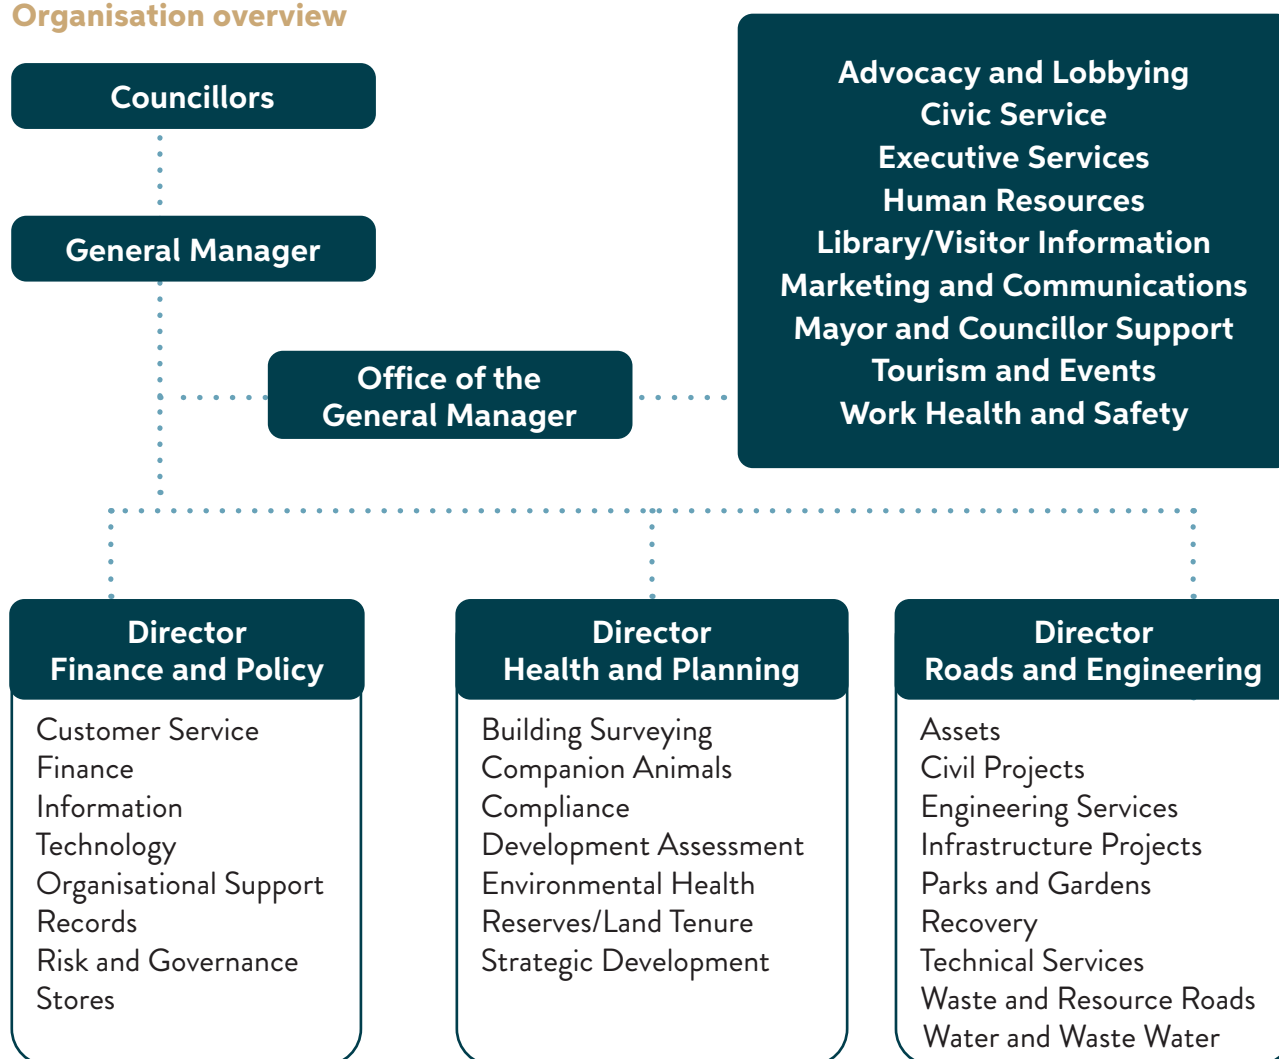 Organisation overview
Councillors
General Manager
Office of the
General Manager
Advocacy and Lobbying
Civic Service
Executive Services
Human Resources
Library/Visitor Information
Marketing and Communications
Mayor and Councillor Support
Tourism and Events
Work Health and Safety
Director
Finance and Policy
Customer Service
Finance
Information
Technology
Organisational Support
Records
Risk and Governance
Stores
Director
Health and Planning
Building Surveying
Companion Animals
Compliance
Development Assessment
Environmental Health
Reserves/Land Tenure
Strategic Development
Director
Roads and Engineering
Assets
Civil Projects
Engineering Services
Infrastructure Projects
Parks and Gardens
Recovery
Technical Services
Waste and Resource Roads
Water and Waste Water